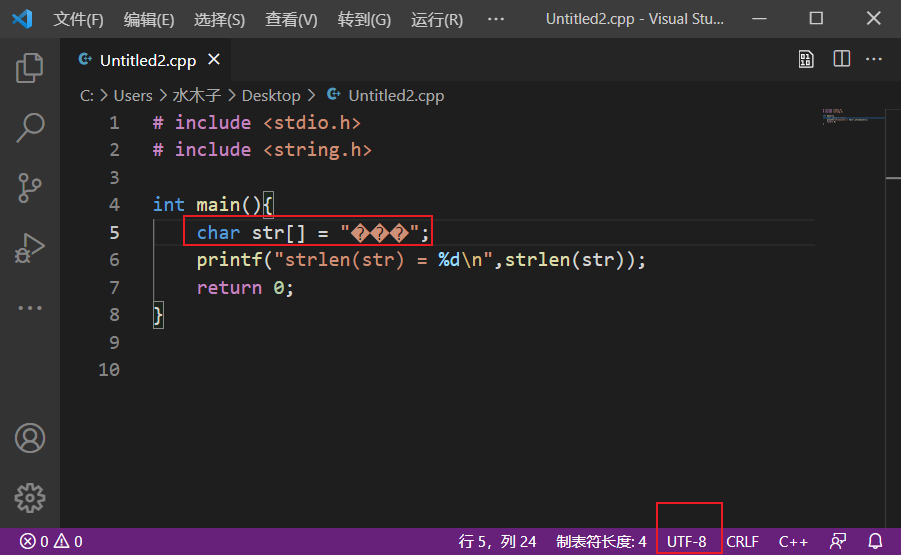 文件(F) 编辑(E) 选择(S) 查看(V) 转到(G) 运行(R) ··· Untitled2.cpp - Visual Stu...
Untitled2.cpp
C: > Users > 水木子 > Desktop > Untitled2.cpp
1 # include <stdio.h>
2 # include <string.h>
3
4 int main(){
5 char str[] = "���";
6 printf("strlen(str) = %d\n",strlen(str));
7 return 0;
8 }
9
10
0 0 行 5，列 24 制表符长度: 4 UTF-8 CRLF C++